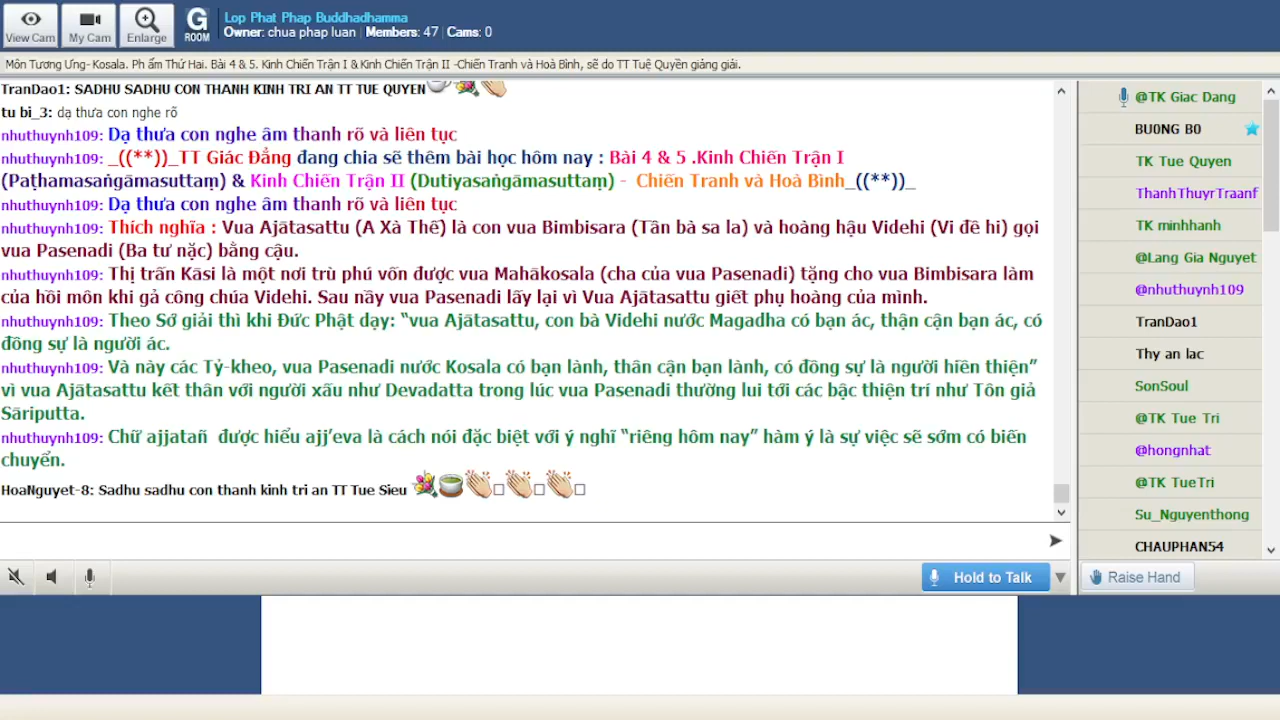 View Cam
My Cam
Enlarge
G
ROOM
Lop Phat Phap Buddhadhamma
Owner: chua phap luan | Members: 47 | Cams: 0
Môn Tương Ưng- Kosala. Ph ẩm Thứ Hai. Bài 4 & 5. Kinh Chiến Trận I & Kinh Chiến Trận II -Chiến Tranh và Hoà Bình, sẽ do TT Tuệ Quyền giảng giải.
TranDao1: SADHU SADHU CON THANH KINH TRI AN TT TUE QUYEN
tu bi_3: dạ thưa con nghe rõ
nhuthuynh109: Dạ thưa con nghe âm thanh rõ và liên tục
nhuthuynh109: _((**))_TT Giác Đẳng đang chia sẽ thêm bài học hôm nay : Bài 4 & 5 .Kinh Chiến Trận I
(Paṭhamasaṅgāmasuttaṃ) & Kinh Chiến Trận II (Dutiyasaṅgāmasuttaṃ) - Chiến Tranh và Hoà Bình_((**))_
nhuthuynh109: Dạ thưa con nghe âm thanh rõ và liên tục
nhuthuynh109: Thích nghĩa : Vua Ajātasattu (A Xà Thế) là con vua Bimbisara (Tần bà sa la) và hoàng hậu Videhi (Vi đề hi) gọi
vua Pasenadi (Ba tư nặc) bằng cậu.
nhuthuynh109: Thị trấn Kāsi là một nơi trù phú vốn được vua Mahākosala (cha của vua Pasenadi) tặng cho vua Bimbisara làm
của hồi môn khi gả công chúa Videhi. Sau nầy vua Pasenadi lấy lại vì Vua Ajātasattu giết phụ hoàng của mình.
nhuthuynh109: Theo Sớ giải thì khi Đức Phật dạy: “vua Ajātasattu, con bà Videhi nước Magadha có bạn ác, thận cận bạn ác, có
đồng sự là người ác.
nhuthuynh109: Và này các Tỷ-kheo, vua Pasenadi nước Kosala có bạn lành, thân cận bạn lành, có đồng sự là người hiền thiện”
vì vua Ajātasattu kết thân với người xấu như Devadatta trong lúc vua Pasenadi thường lui tới các bậc thiện trí như Tôn giả
Sāriputta.
nhuthuynh109: Chữ ajjatañ được hiểu ajj’eva là cách nói đặc biệt với ý nghĩ “riêng hôm nay” hàm ý là sự việc sẽ sớm có biến
chuyển.
HoaNguyet-8: Sadhu sadhu con thanh kinh tri an TT Tue Sieu
@TK Giac Dang
BU0NG B0
TK Tue Quyen
ThanhThuyrTraanf
TK minhhanh
@Lang Gia Nguyet
@nhuthuynh109
TranDao1
Thy an lac
SonSoul
@TK Tue Tri
@hongnhat
@TK TueTri
Su_Nguyenthong
CHAUPHAN54
Hold to Talk
Raise Hand